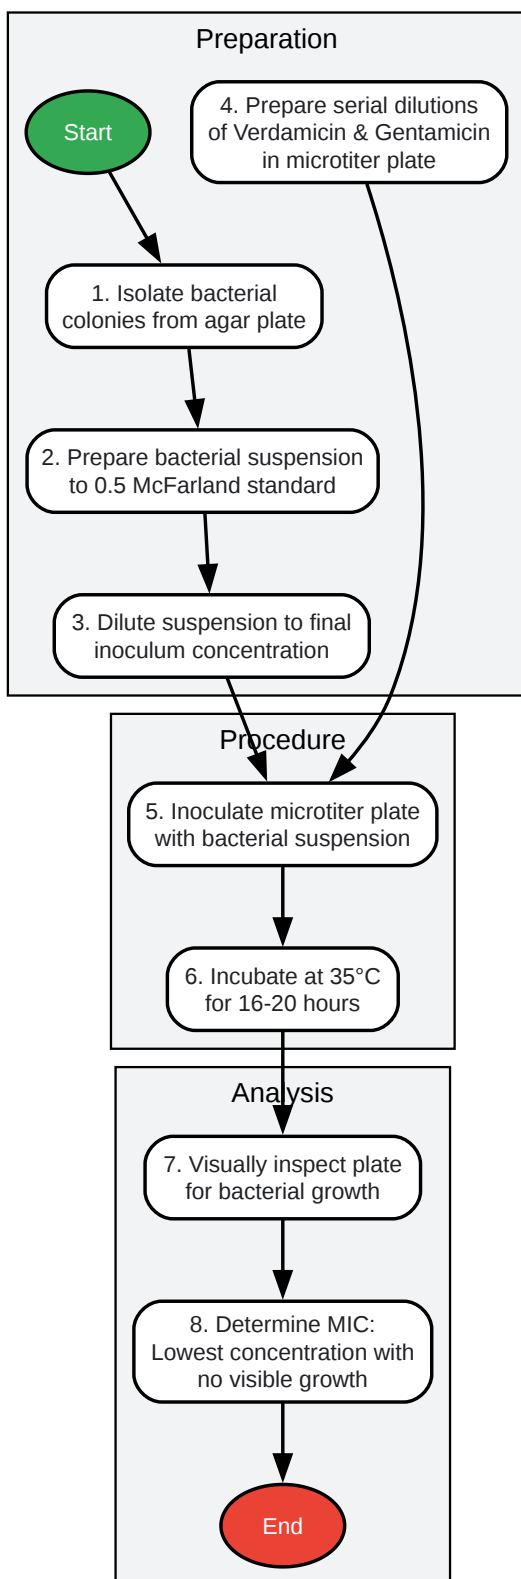 Preparation
Start
4. Prepare serial dilutions
of Verdamicin & Gentamicin
in microtiter plate
1. Isolate bacterial
colonies from agar plate
2. Prepare bacterial suspension
to 0.5 McFarland standard
3. Dilute suspension to final
inoculum concentration
Procedure
5. Inoculate microtiter plate
with bacterial suspension
6. Incubate at 35°C
for 16-20 hours
Analysis
7. Visually inspect plate
for bacterial growth
8. Determine MIC:
Lowest concentration with
no visible growth
End